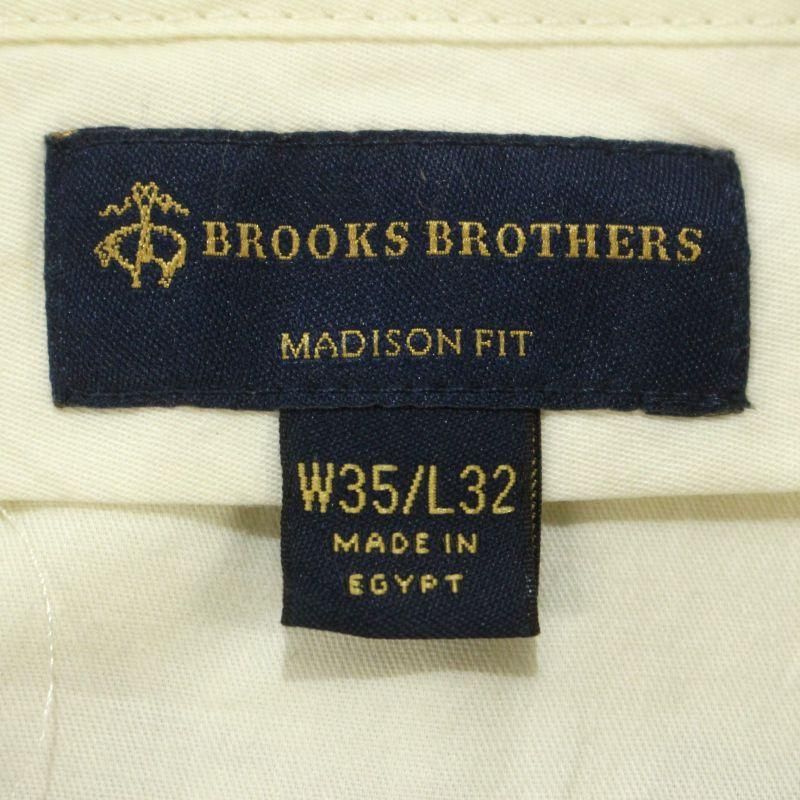 BROOKS BROTHERS
MADISON FIT
W35/L32
MADE IN
EGYPT